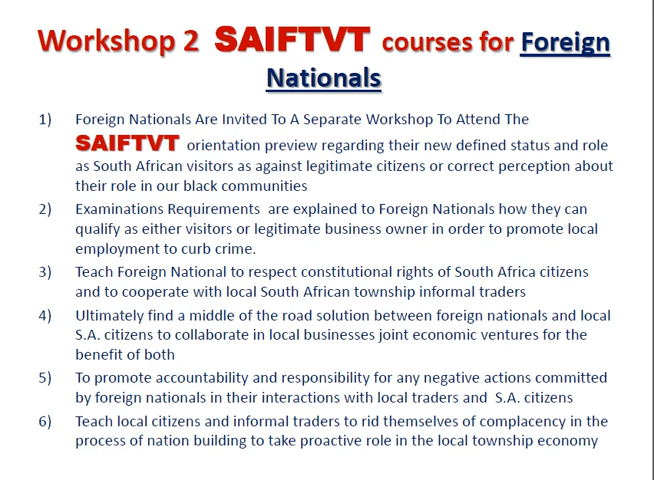 Workshop 2 SAIFTVT courses for Foreign
Nationals
1) Foreign Nationals Are Invited To A Separate Workshop To Attend The
SAIFTVT orientation preview regarding their new defined status and role
as South African visitors as against legitimate citizens or correct perception about
their role in our black communities
2) Examinations Requirements are explained to Foreign Nationals how they can
qualify as either visitors or legitimate business owner in order to promote local
employment to curb crime.
3) Teach Foreign National to respect constitutional rights of South Africa citizens
and to cooperate with local South African township informal traders
4) Ultimately find a middle of the road solution between foreign nationals and local
S.A. citizens to collaborate in local businesses joint economic ventures for the
benefit of both
5) To promote accountability and responsibility for any negative actions committed
by foreign nationals in their interactions with local traders and S.A. citizens
6) Teach local citizens and informal traders to rid themselves of complacency in the
process of nation building to take proactive role in the local township economy